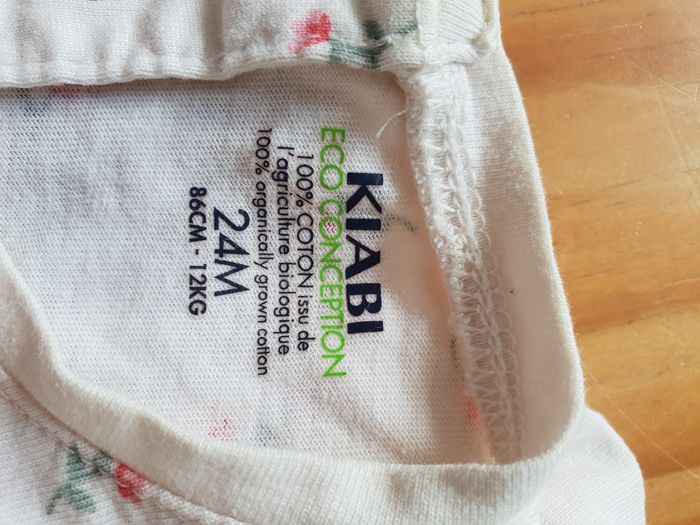 KIABI
ECO CONCEPTION
100% COTON issu de
l'agriculture biologique
100% organically grown cotton
24M
86CM - 12KG